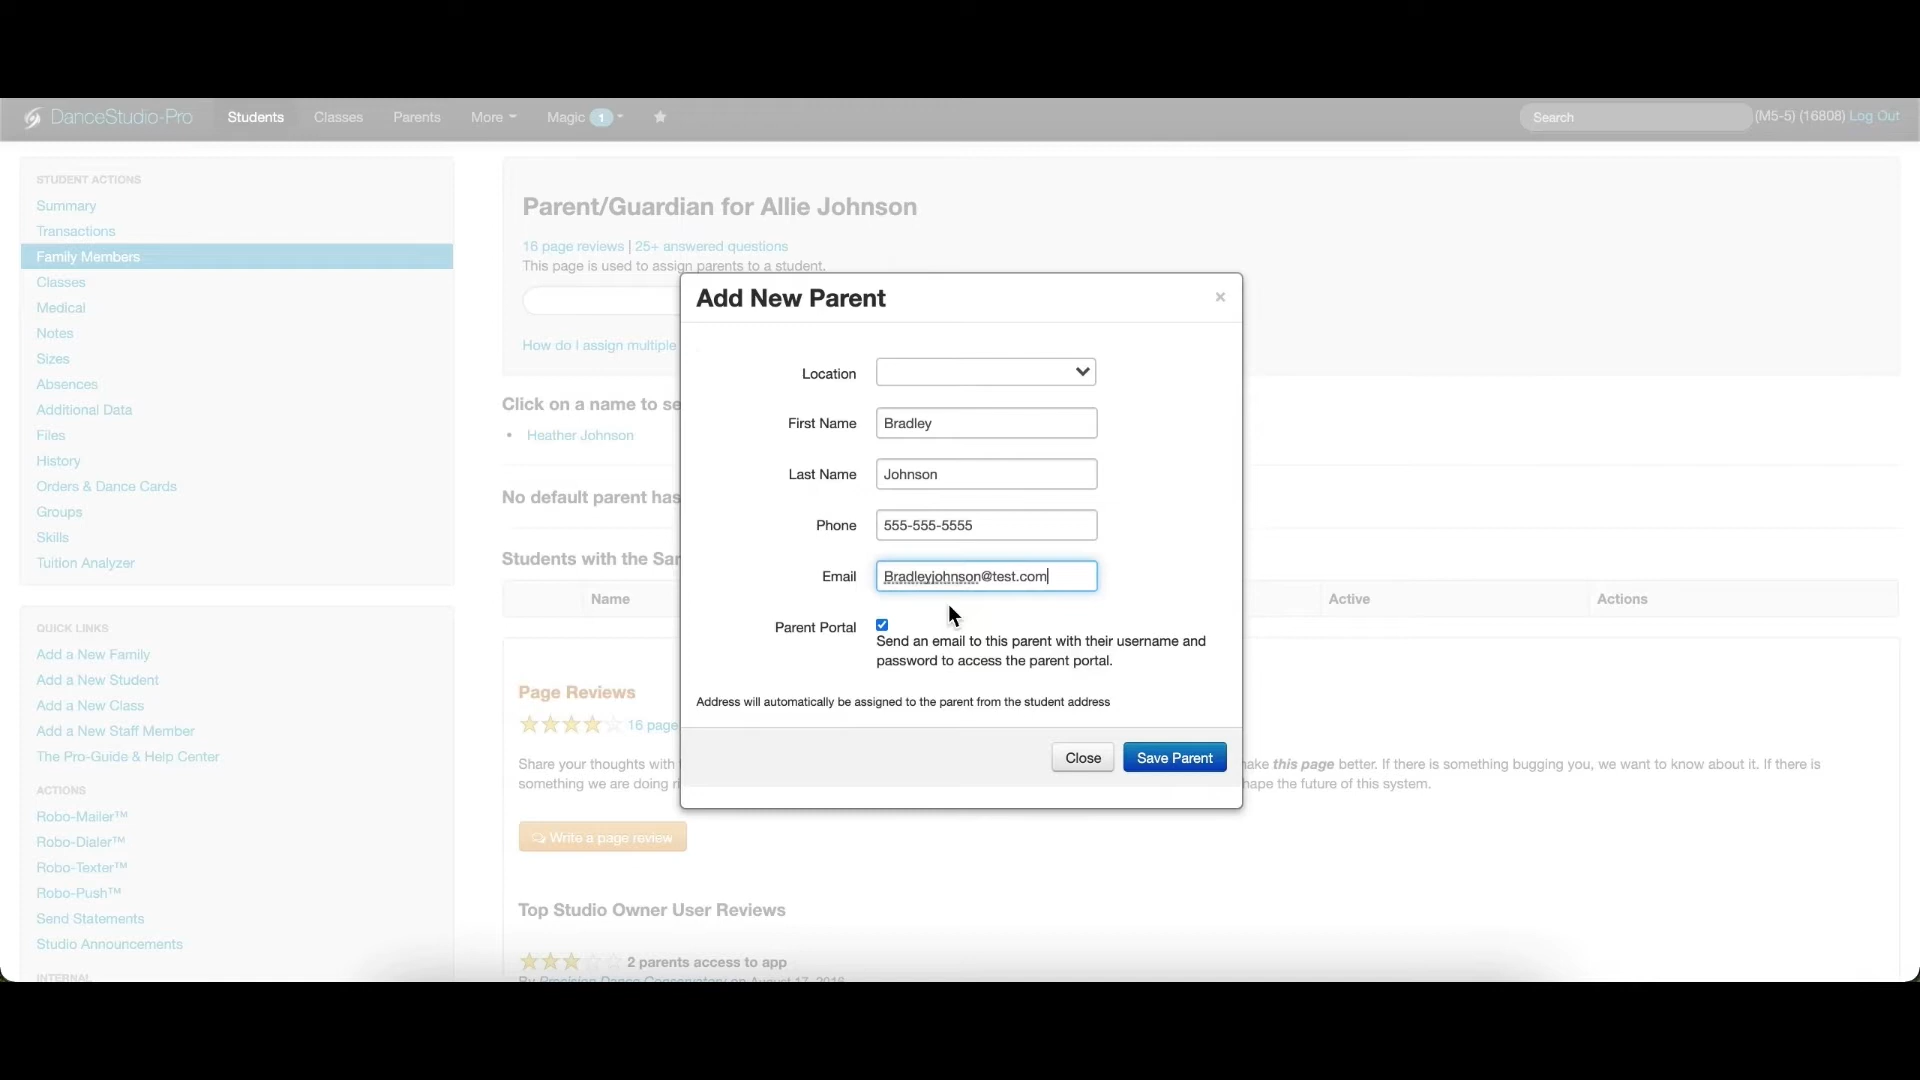 DanceStudio-Pro Students Classes Parents More Magic 1 Search (M5-5) (16808) Log Out
STUDENT ACTIONS
Summary
Transactions
Family Members
Classes
Medical
Notes
Sizes
Absences
Additional Data
Files
History
Orders & Dance Cards
Groups
Skills
Tuition Analyzer
QUICK LINKS
Add a New Family
Add a New Student
Add a New Class
Add a New Staff Member
The Pro-Guide & Help Center
ACTIONS
Robo-Mailer™
Robo-Dialer™
Robo-Texter™
Robo-Push™
Send Statements
Studio Announcements
INTERNAL
Parent/Guardian for Allie Johnson
16 page reviews | 25+ answered questions
This page is used to assign parents to a student.
How do I assign multiple
Click on a name to se
• Heather Johnson
No default parent has
Students with the Sa
Name Active Actions
Page Reviews
16 page
Share your thoughts with
ake this page better. If there is something bugging you, we want to know about it. If there is
something we are doing
hape the future of this system.
Write a page review
Top Studio Owner User Reviews
2 parents access to app
By Precision Dance Conservatory on August 17, 2016
Add New Parent ×
Location
First Name Bradley
Last Name Johnson
Phone 555-555-5555
Email Bradleyjohnson@test.com
Parent Portal
Send an email to this parent with their username and
password to access the parent portal.
Address will automatically be assigned to the parent from the student address
Close Save Parent